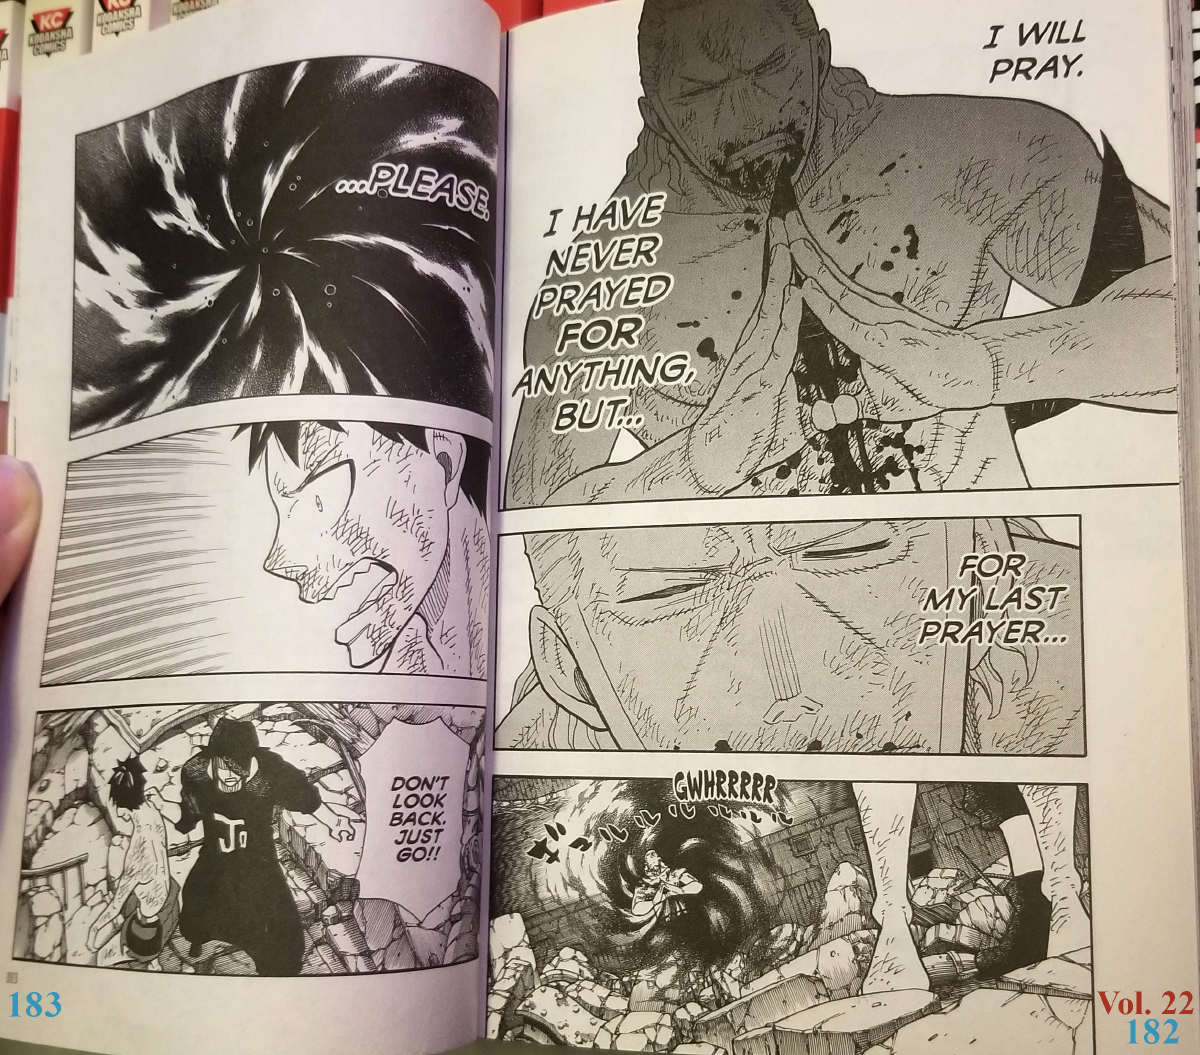 KC
KODANSHA
COMICS
KC
KODANSHA
COMICS
I WILL
PRAY.
I HAVE
NEVER
PRAYED
FOR
ANYTHING,
BUT...
FOR
MY LAST
PRAYER...
GWHRRRRR
...PLEASE.
DON'T
LOOK
BACK.
JUST
GO!!
183
Vol. 22
182